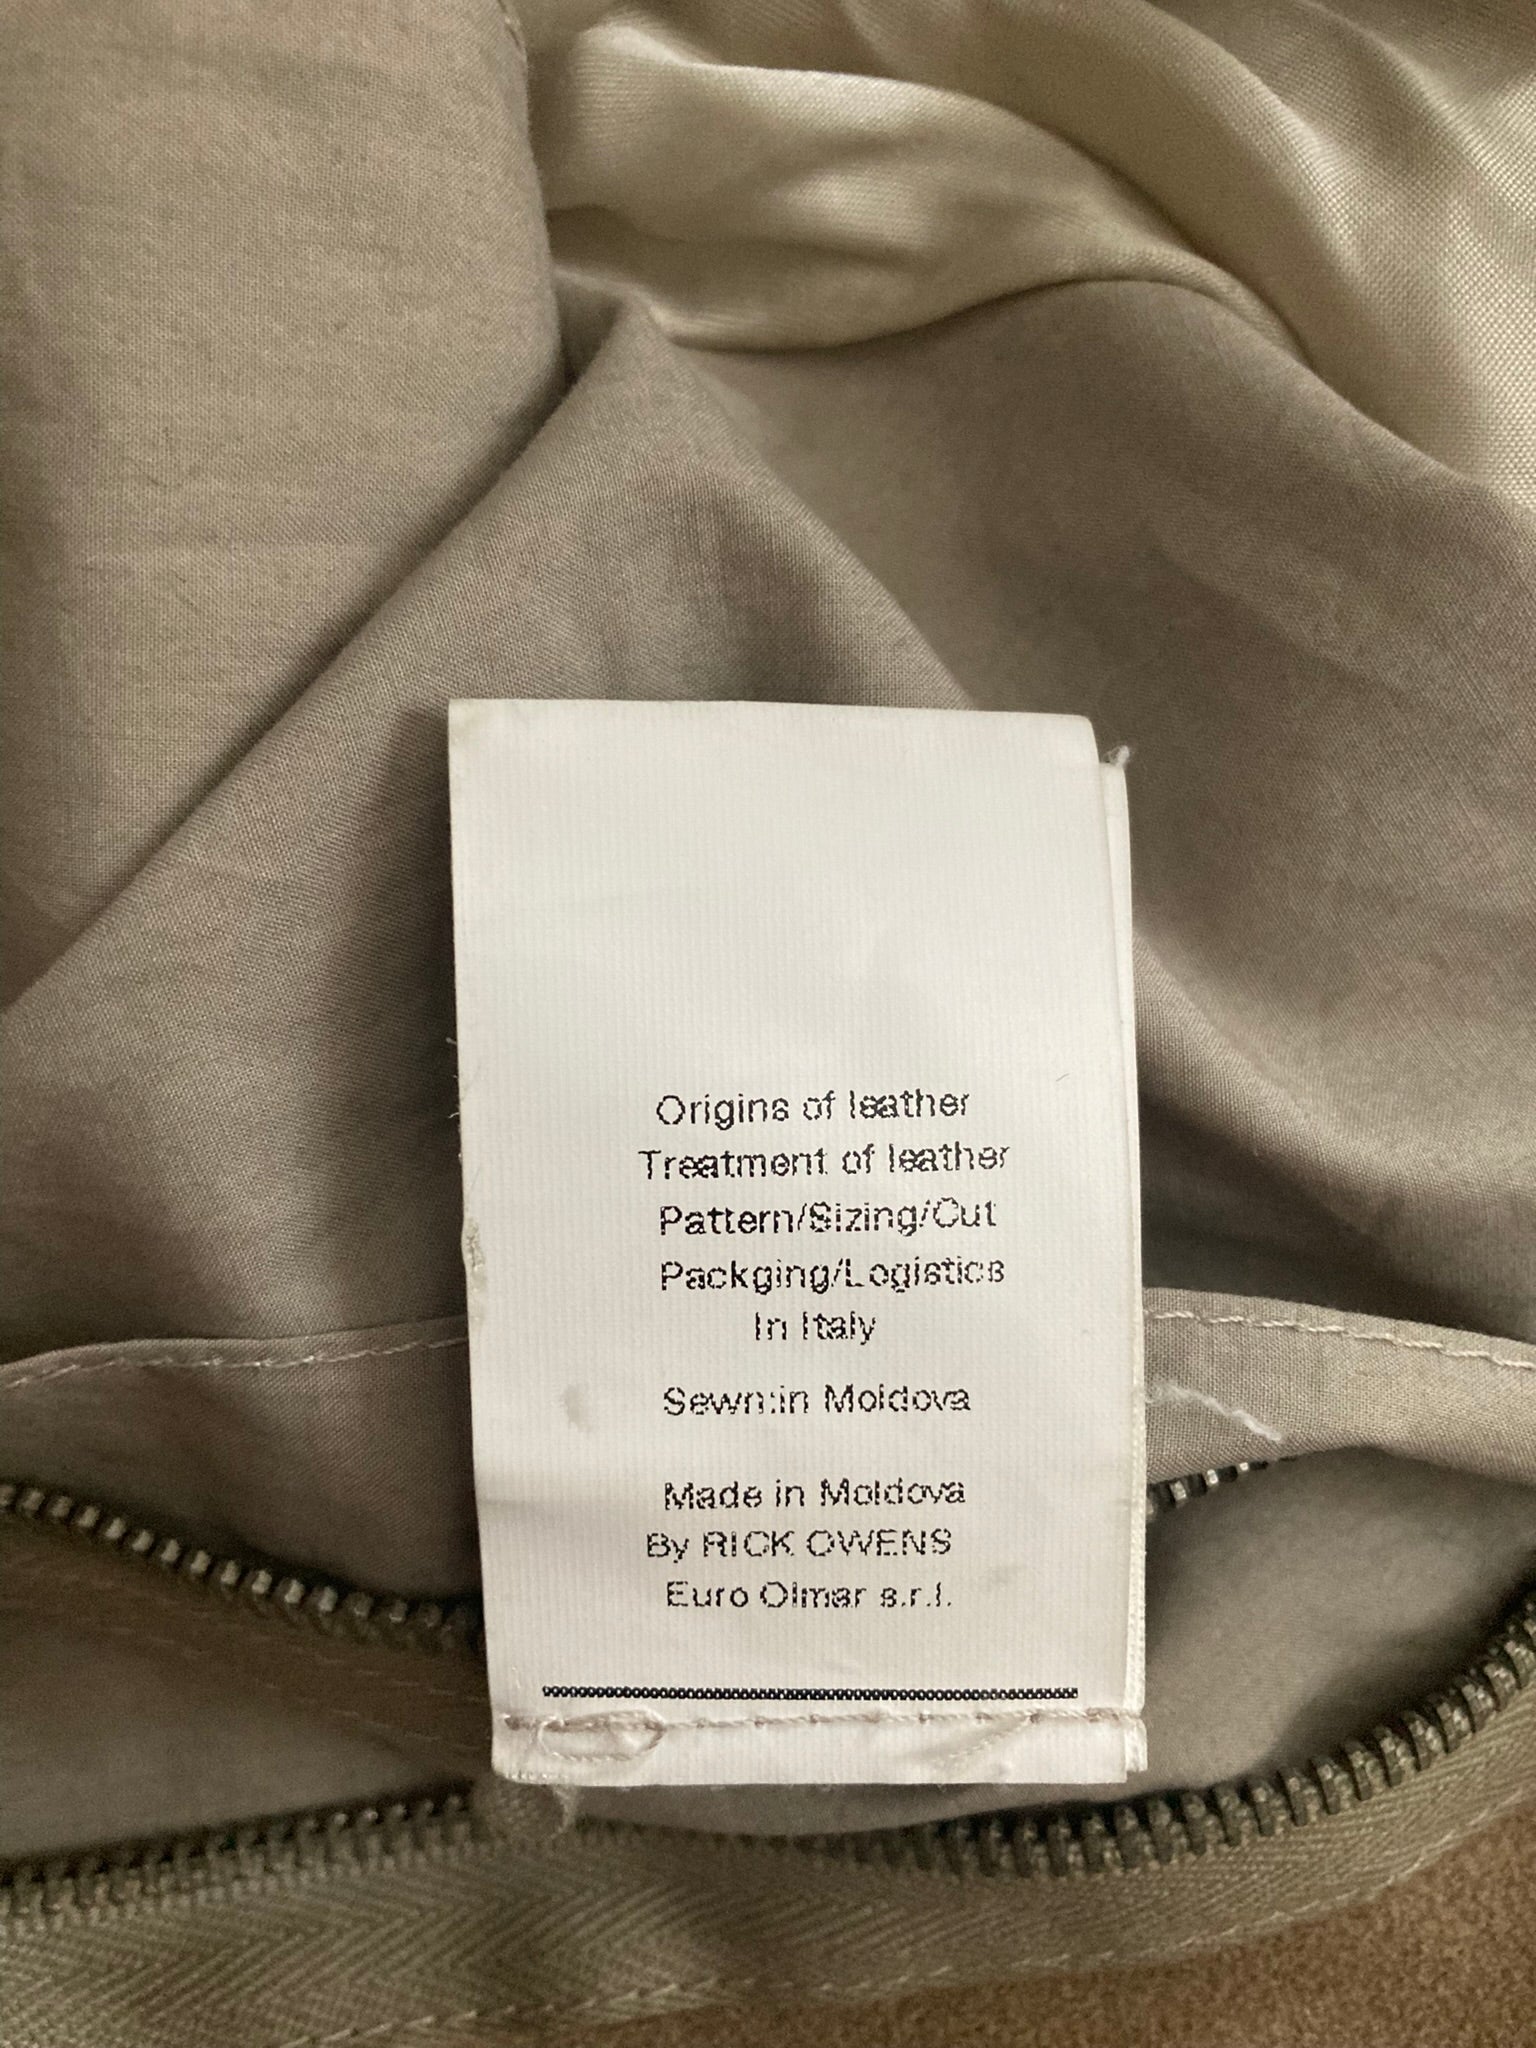 Origins of leather
Treatment of leather
Pattern/Sizing/Cut
Packging/Logistics
In Italy
Sewn:in Moldova
Made in Moldova
By RICK OWENS
Euro Olmar s.r.l.